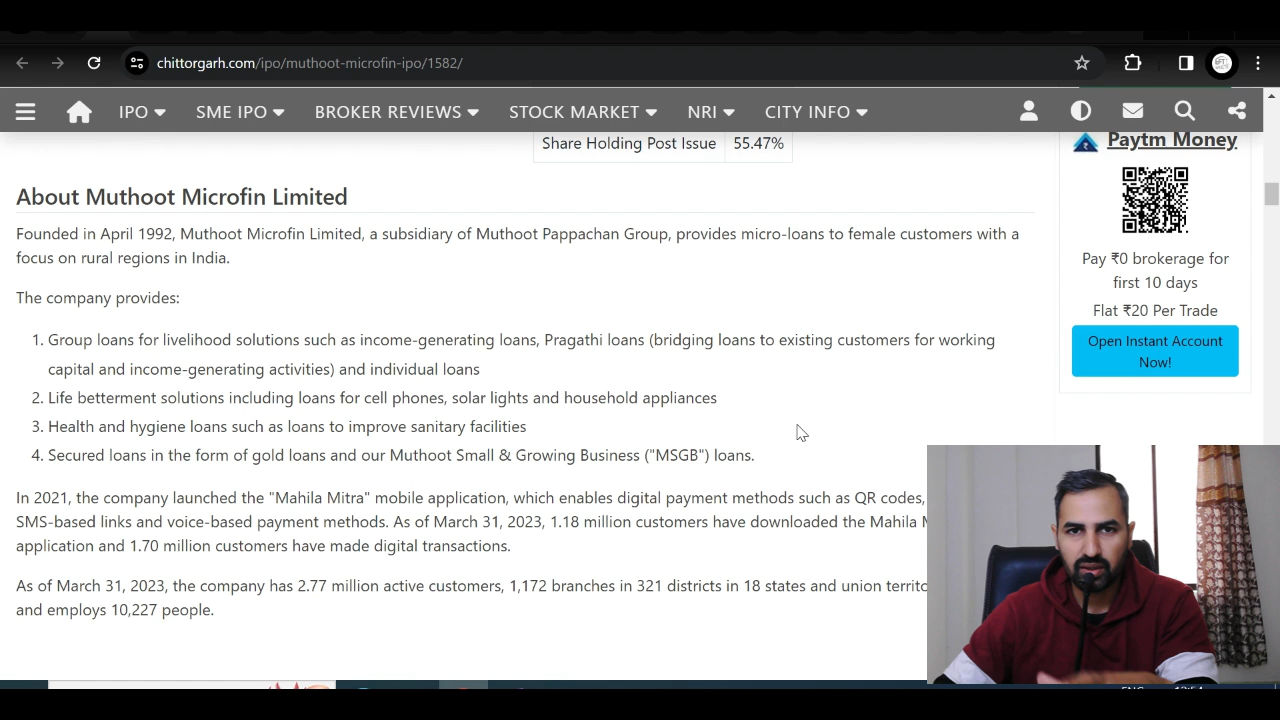 chittorgarh.com/ipo/muthoot-microfin-ipo/1582/
IPO SME IPO BROKER REVIEWS STOCK MARKET NRI CITY INFO
Share Holding Post Issue 55.47%
About Muthoot Microfin Limited
Founded in April 1992, Muthoot Microfin Limited, a subsidiary of Muthoot Pappachan Group, provides micro-loans to female customers with a
focus on rural regions in India.
The company provides:
1. Group loans for livelihood solutions such as income-generating loans, Pragathi loans (bridging loans to existing customers for working
capital and income-generating activities) and individual loans
2. Life betterment solutions including loans for cell phones, solar lights and household appliances
3. Health and hygiene loans such as loans to improve sanitary facilities
4. Secured loans in the form of gold loans and our Muthoot Small & Growing Business ("MSGB") loans.
In 2021, the company launched the "Mahila Mitra" mobile application, which enables digital payment methods such as QR codes,
SMS-based links and voice-based payment methods. As of March 31, 2023, 1.18 million customers have downloaded the Mahila
application and 1.70 million customers have made digital transactions.
As of March 31, 2023, the company has 2.77 million active customers, 1,172 branches in 321 districts in 18 states and union
and employs 10,227 people.
Paytm Money
Pay ₹0 brokerage for
first 10 days
Flat ₹20 Per Trade
Open Instant Account
Now!